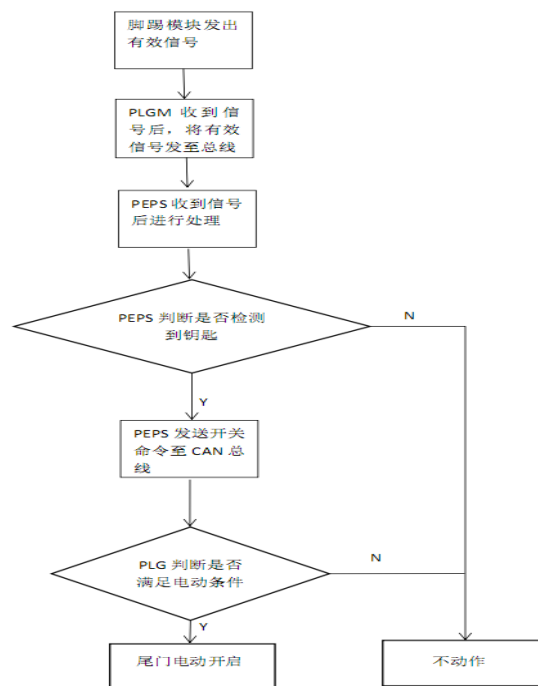 脚踢模块发出
有效信号
PLGM 收到信
号后，将有效
信号发至总线
PEPS 收到信号
后进行处理
PEPS 判断是否检测
到钥匙
N
Y
PEPS 发送开关
命令至 CAN 总
线
PLG 判断是否
满足电动条件
N
Y
尾门电动开启
不动作